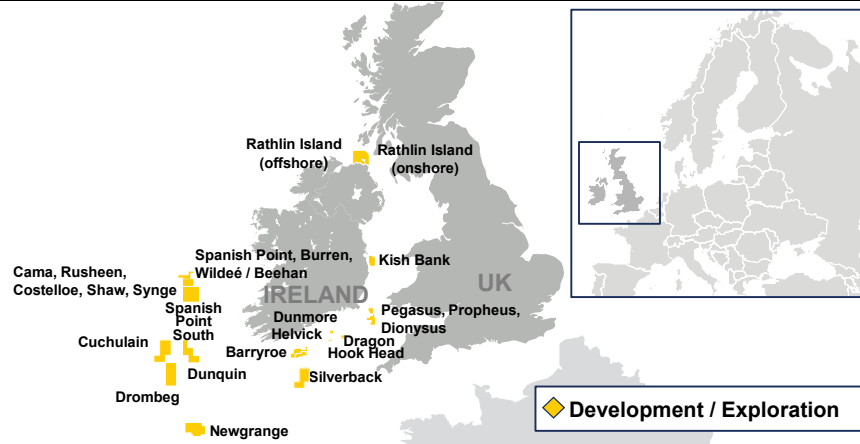 Rathlin Island
(offshore)
Rathlin Island
(onshore)
Kish Bank
Spanish Point, Burren,
Wildeé / Beehan
Cama, Rusheen,
Costelloe, Shaw, Synge
IRELAND
UK
Spanish
Point
South
Pegasus, Propheus,
Dionysus
Dunmore
Helvick
Dragon
Hook Head
Cuchulain
Barryroe
Dunquin
Silverback
Drombeg
Newgrange
Development / Exploration